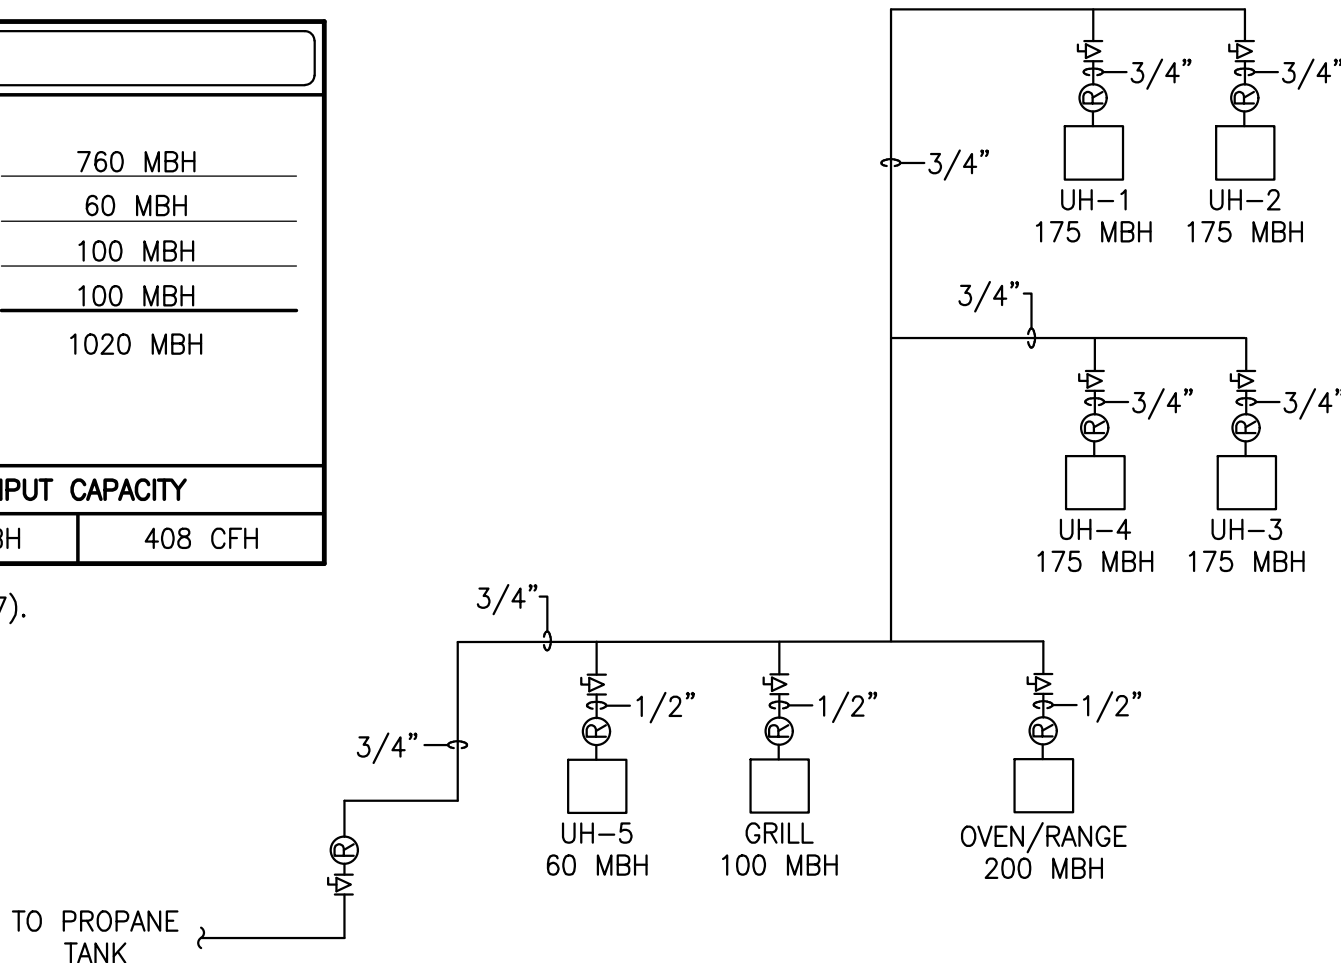 760 MBH
60 MBH
100 MBH
100 MBH
1020 MBH
CAPACITY
408 CFH
3/4"
3/4"
3/4"
UH-1
175 MBH
UH-2
175 MBH
3/4"
3/4"
3/4"
UH-4
175 MBH
UH-3
175 MBH
3/4"
1/2"
1/2"
1/2"
3/4"
R
R
R
R
R
R
R
R
UH-5
60 MBH
GRILL
100 MBH
OVEN/RANGE
200 MBH
TO PROPANE
TANK